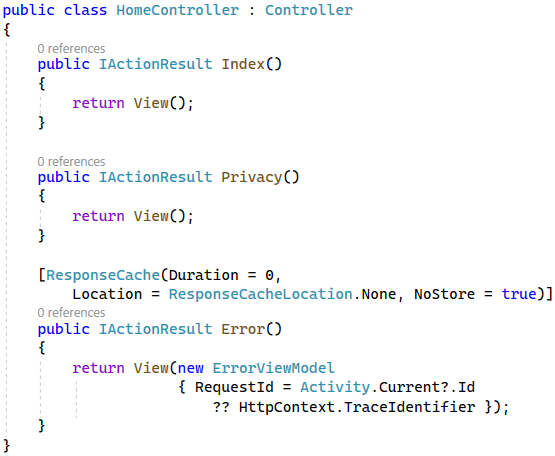 public class HomeController : Controller
{
0 references
public IActionResult Index()
{
return View();
}
0 references
public IActionResult Privacy()
{
return View();
}
[ResponseCache(Duration = 0,
Location = ResponseCacheLocation.None, NoStore = true)]
0 references
public IActionResult Error()
{
return View(new ErrorViewModel
{ RequestId = Activity.Current?.Id
?? HttpContext.TraceIdentifier });
}
}